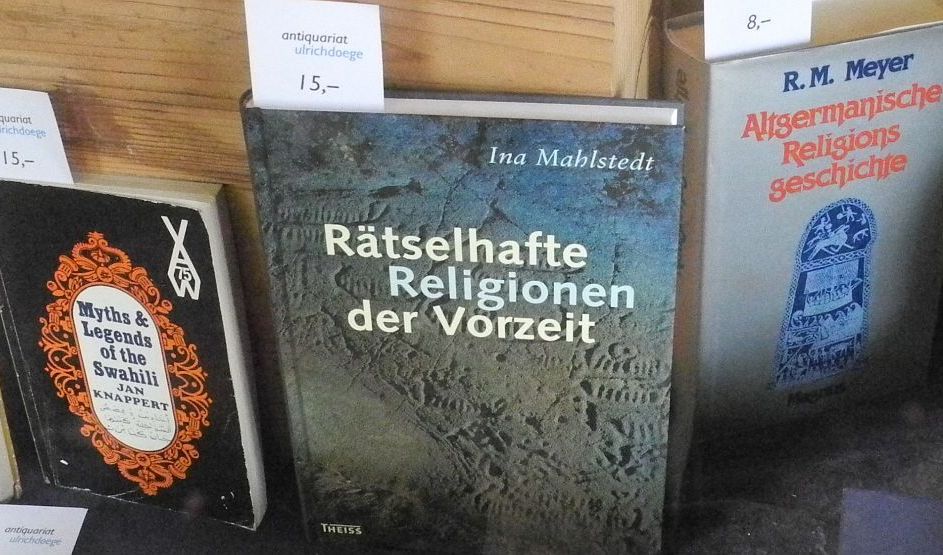 antiquariat
ulrichdoege
15,–
8,–
quariat
lrichdoege
15,–
Myths &
Legends
of the
Swahili
JAN
KNAPPERT
Ina Mahlstedt
Rätselhafte
Religionen
der Vorzeit
THEISS
R. M. Meyer
Altgermanische
Religions
geschichte
antiquariat
ulrichdoege